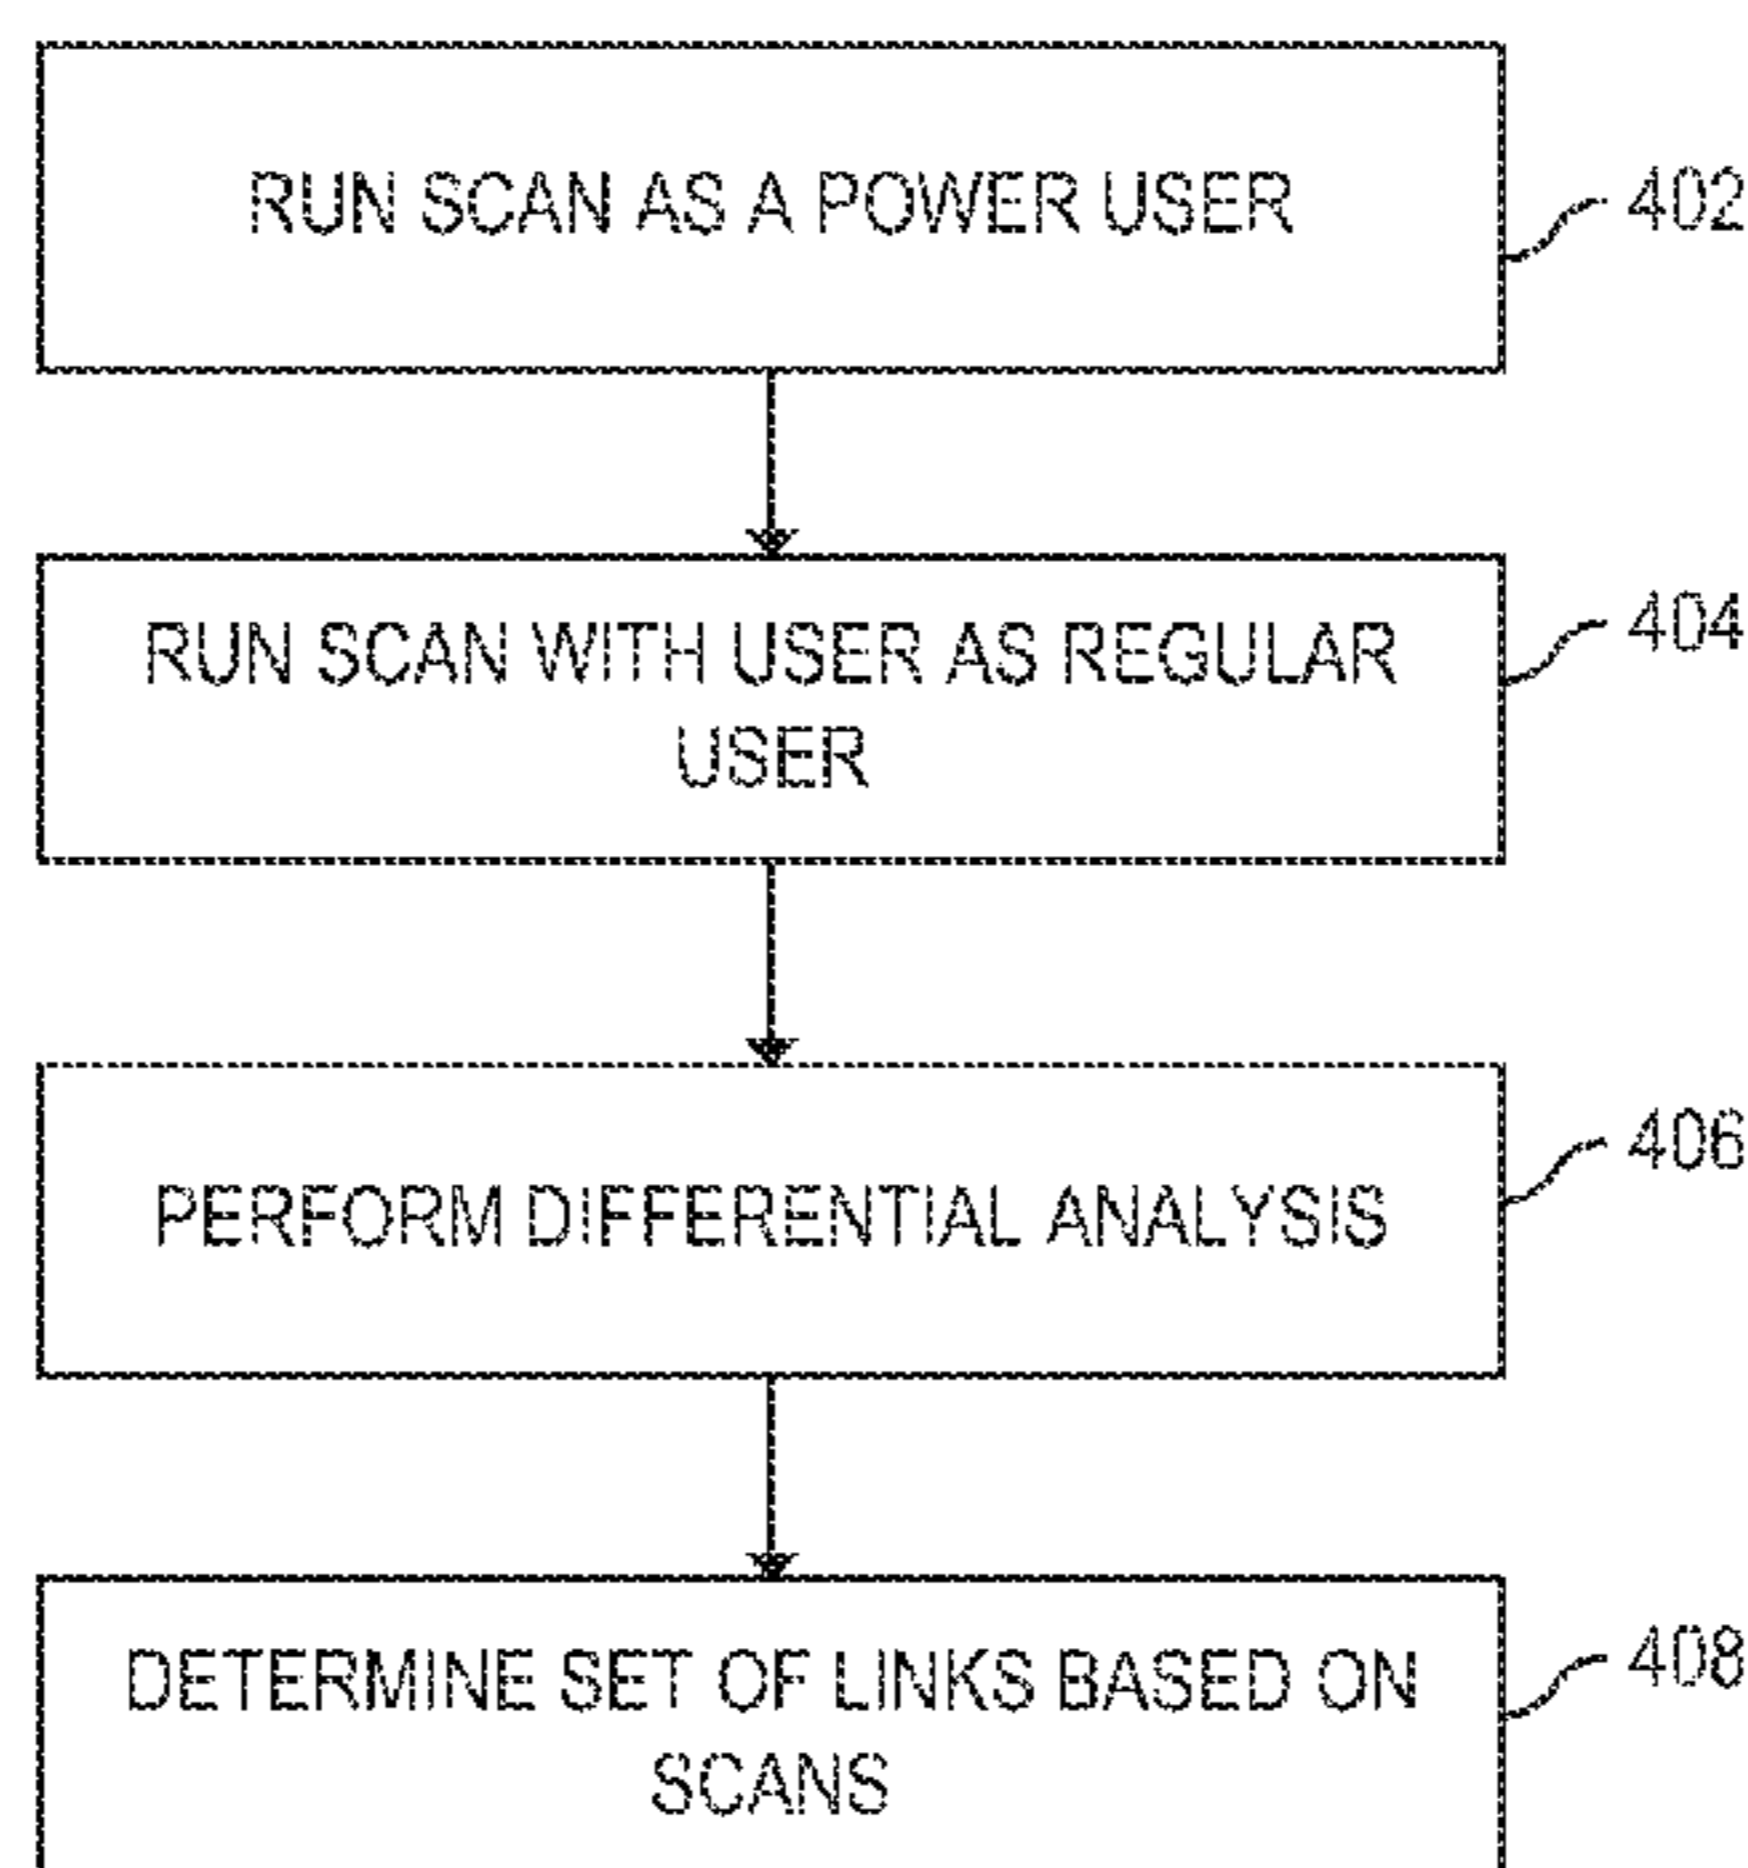 RUN SCAN AS A POWER USER
402
RUN SCAN WITH USER AS REGULAR
USER
404
PERFORM DIFFERENTIAL ANALYSIS
406
DETERMINE SET OF LINKS BASED ON
SCANS
408